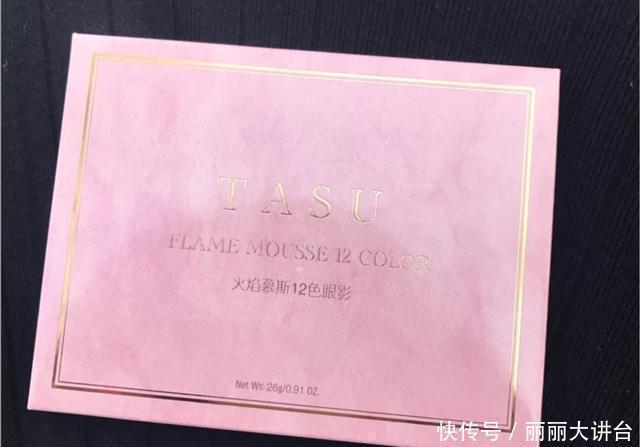 TASU
FLAME MOUSSE 12 COLOR
火焰慕斯12色眼影
Net Wt: 26g/0.91 OZ.
快传号 / 丽丽大讲台